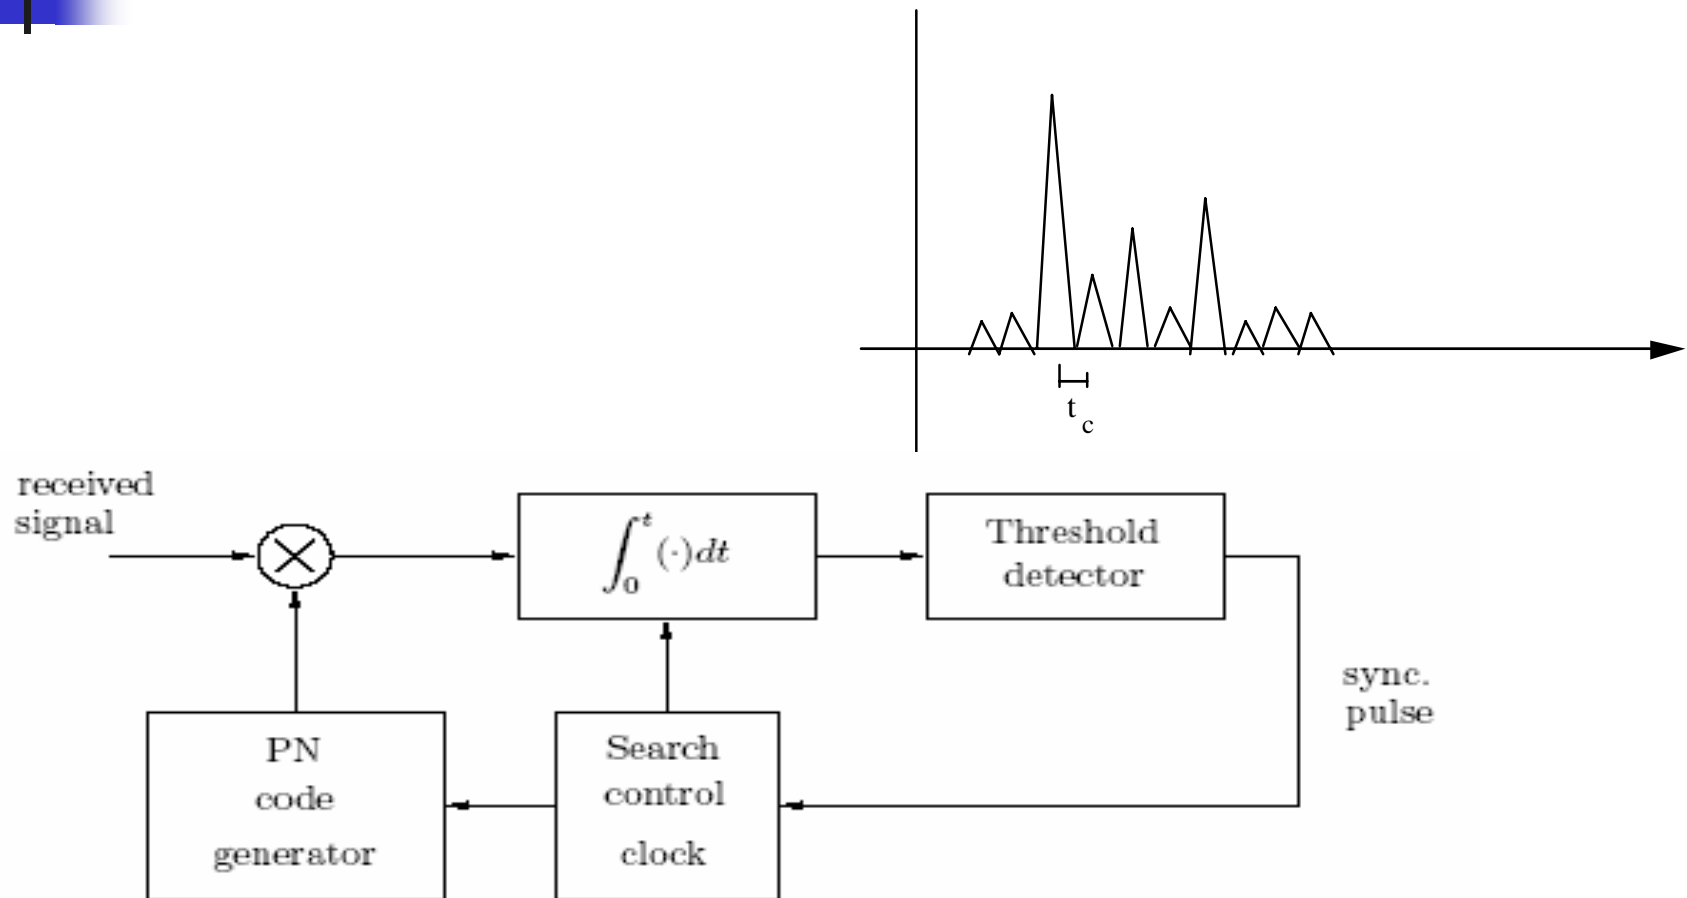 t c
received
signal
∫₀ᵗ (·)dt
Threshold
detector
sync.
pulse
PN
code
generator
Search
control
clock